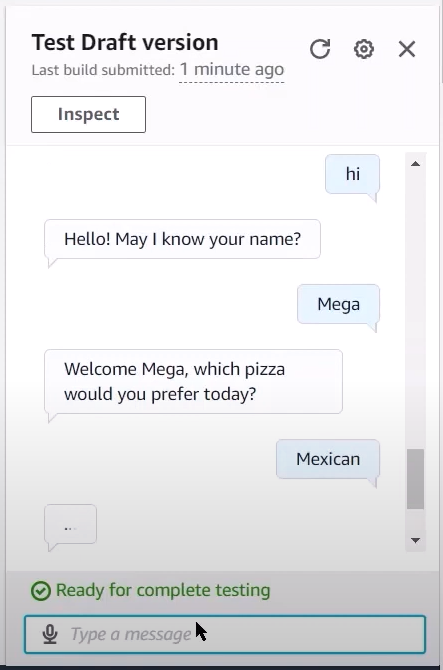 Test Draft version
Last build submitted: 1 minute ago
Inspect
hi
Hello! May I know your name?
Mega
Welcome Mega, which pizza
would you prefer today?
Mexican
...
Ready for complete testing
Type a message